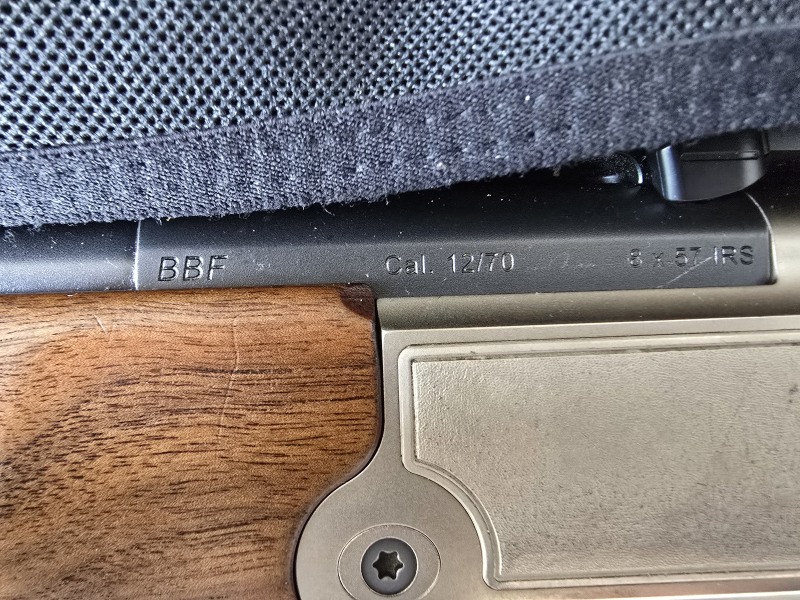 BBF Cal. 12/70 8 x 57 IRS